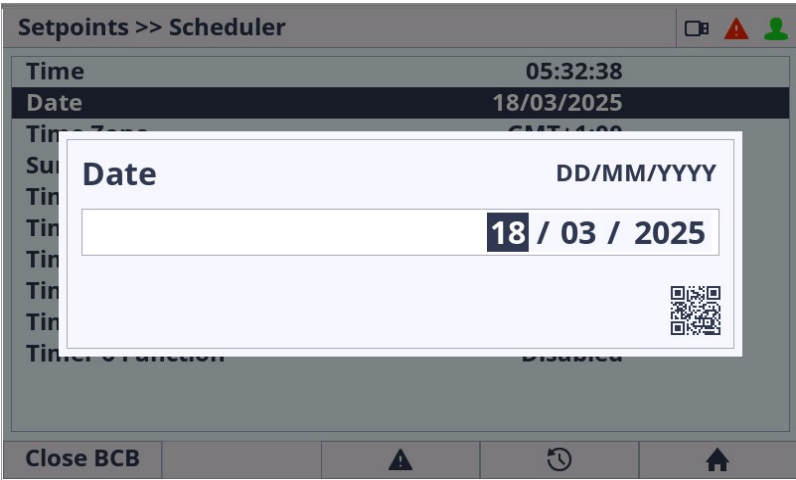 Setpoints >> Scheduler
Time 05:32:38
Date 18/03/2025
Date DD/MM/YYYY
18 / 03 / 2025
Close BCB